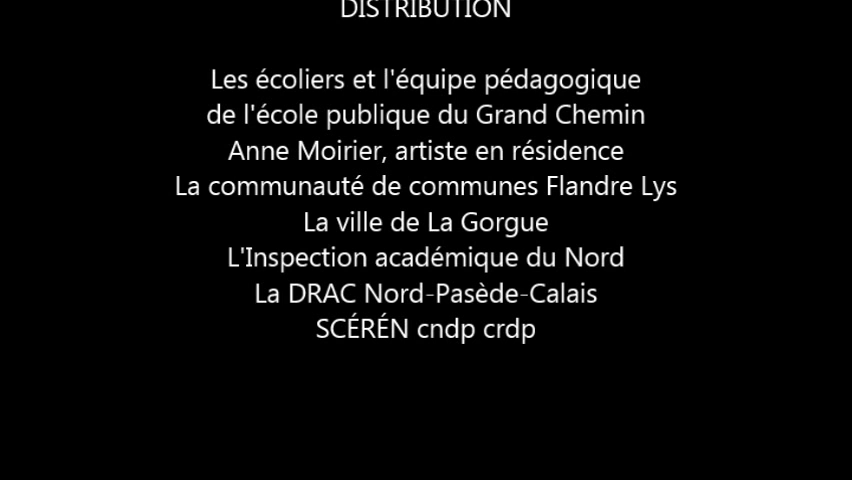 DISTRIBUTION
Les écoliers et l'équipe pédagogique
de l'école publique du Grand Chemin
Anne Moirier, artiste en résidence
La communauté de communes Flandre Lys
La ville de La Gorgue
L'Inspection académique du Nord
La DRAC Nord-Pasède-Calais
SCÉRÉN cndp crdp